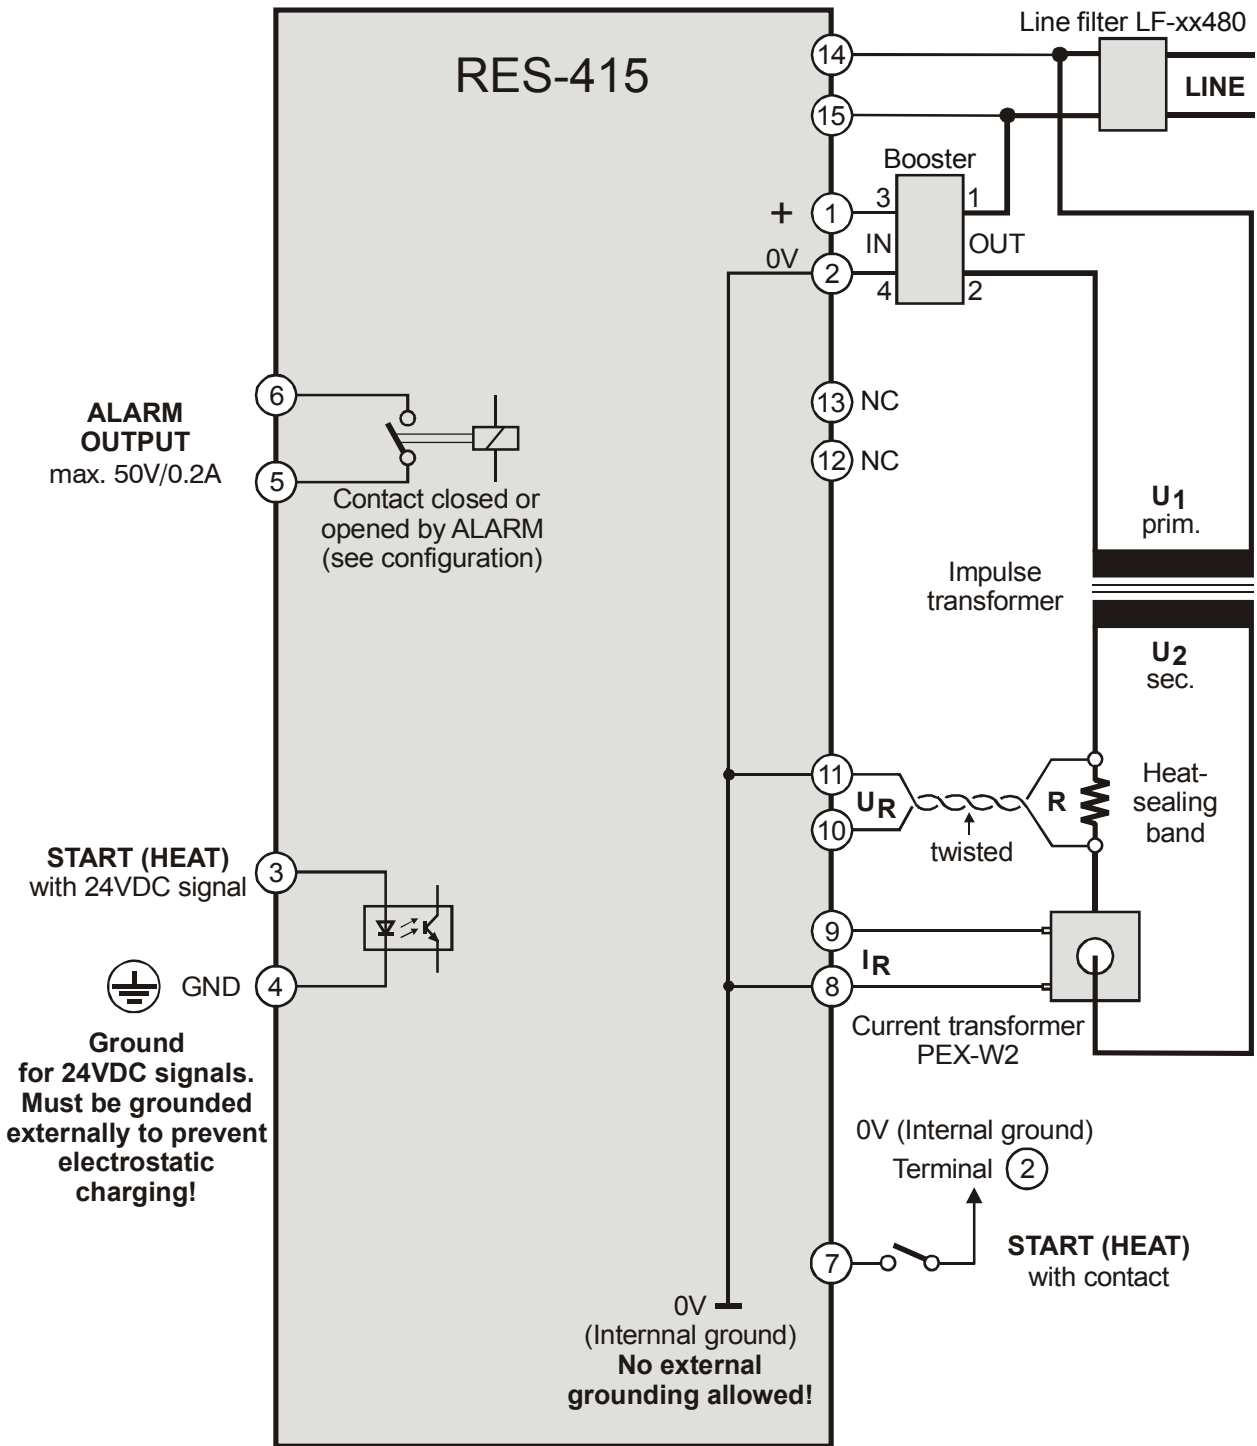 Line filter LF-xx480
RES-415
14
LINE
15
Booster
+
1
3
1
IN
OUT
0V
2
4
2
6
ALARM
OUTPUT
max. 50V/0.2A
5
Contact closed or
opened by ALARM
(see configuration)
13
NC
12
NC
U1
prim.
Impulse
transformer
U2
sec.
11
UR
10
twisted
R
Heat-
sealing
band
START (HEAT)
with 24VDC signal
3
9
IR
8
GND
4
Current transformer
PEX-W2
Ground
for 24VDC signals.
Must be grounded
externally to prevent
electrostatic
charging!
0V (Internal ground)
Terminal 2
7
START (HEAT)
with contact
0V
(Internnal ground)
No external
grounding allowed!